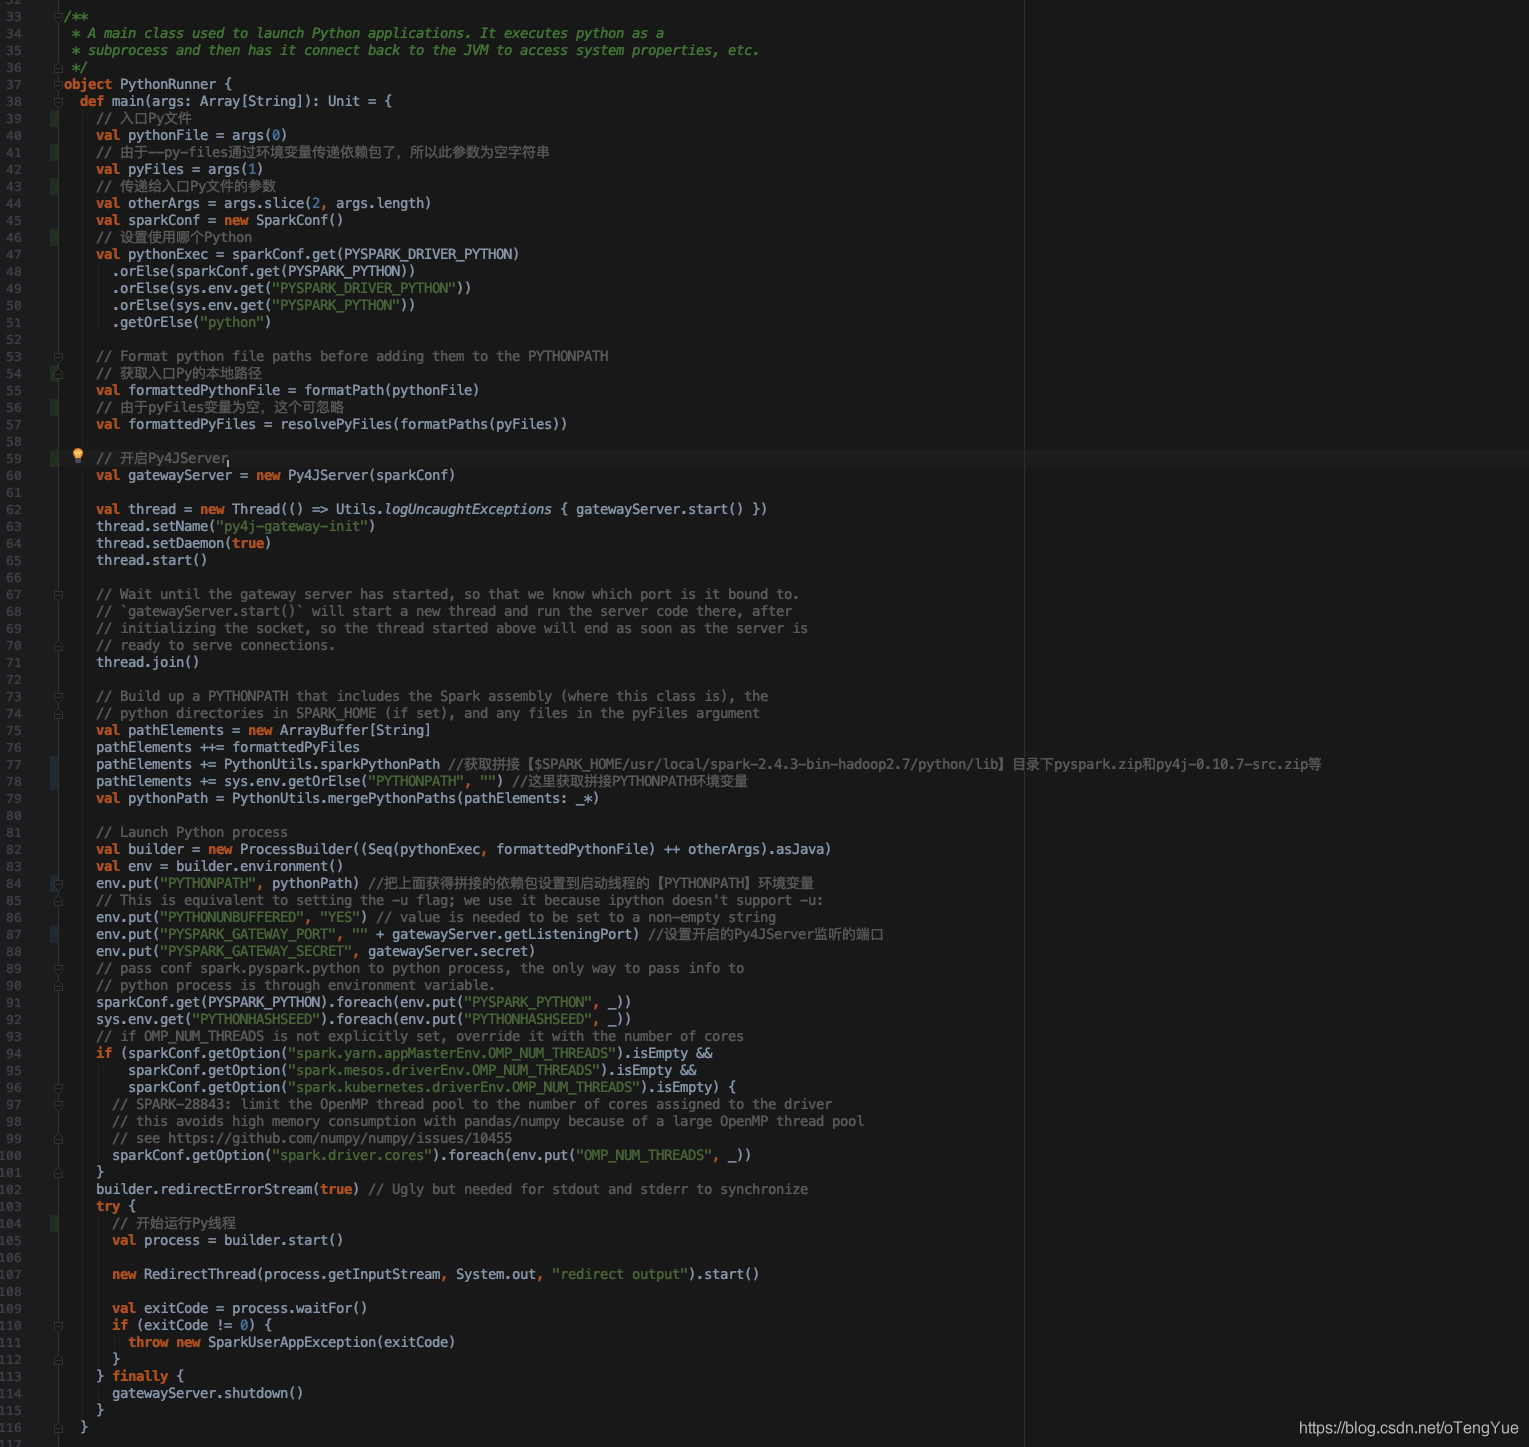 33 /**
34  * A main class used to launch Python applications. It executes python as a
35  * subprocess and then has it connect back to the JVM to access system properties, etc.
36  */
37 object PythonRunner {
38   def main(args: Array[String]): Unit = {
39     // 入口Py文件
40     val pythonFile = args(0)
41     // 由于--py-files通过环境变量传递依赖包了，所以此参数为空字符串
42     val pyFiles = args(1)
43     // 传递给入口Py文件的参数
44     val otherArgs = args.slice(2, args.length)
45     val sparkConf = new SparkConf()
46     // 设置使用哪个Python
47     val pythonExec = sparkConf.get(PYSPARK_DRIVER_PYTHON)
48       .orElse(sparkConf.get(PYSPARK_PYTHON))
49       .orElse(sys.env.get("PYSPARK_DRIVER_PYTHON"))
50       .orElse(sys.env.get("PYSPARK_PYTHON"))
51       .getOrElse("python")
52
53     // Format python file paths before adding them to the PYTHONPATH
54     // 获取入口Py的本地路径
55     val formattedPythonFile = formatPath(pythonFile)
56     // 由于pyFiles变量为空，这个可忽略
57     val formattedPyFiles = resolvePyFiles(formatPaths(pyFiles))
58
59     // 开启Py4JServer
60     val gatewayServer = new Py4JServer(sparkConf)
61
62     val thread = new Thread(() => Utils.logUncaughtExceptions { gatewayServer.start() })
63     thread.setName("py4j-gateway-init")
64     thread.setDaemon(true)
65     thread.start()
66
67     // Wait until the gateway server has started, so that we know which port is it bound to.
68     // `gatewayServer.start()` will start a new thread and run the server code there, after
69     // initializing the socket, so the thread started above will end as soon as the server is
70     // ready to serve connections.
71     thread.join()
72
73     // Build up a PYTHONPATH that includes the Spark assembly (where this class is), the
74     // python directories in SPARK_HOME (if set), and any files in the pyFiles argument
75     val pathElements = new ArrayBuffer[String]
76     pathElements ++= formattedPyFiles
77     pathElements += PythonUtils.sparkPythonPath //获取拼接【$SPARK_HOME/usr/local/spark-2.4.3-bin-hadoop2.7/python/lib】目录下pyspark.zip和py4j-0.10.7-src.zip等
78     pathElements += sys.env.getOrElse("PYTHONPATH", "") //这里获取拼接PYTHONPATH环境变量
79     val pythonPath = PythonUtils.mergePythonPaths(pathElements: _*)
80
81     // Launch Python process
82     val builder = new ProcessBuilder((Seq(pythonExec, formattedPythonFile) ++ otherArgs).asJava)
83     val env = builder.environment()
84     env.put("PYTHONPATH", pythonPath) //把上面获得拼接的依赖包设置到启动线程的【PYTHONPATH】环境变量
85     // This is equivalent to setting the -u flag; we use it because ipython doesn't support -u:
86     env.put("PYTHONUNBUFFERED", "YES") // value is needed to be set to a non-empty string
87     env.put("PYSPARK_GATEWAY_PORT", "" + gatewayServer.getListeningPort) //设置开启的Py4JServer监听的端口
88     env.put("PYSPARK_GATEWAY_SECRET", gatewayServer.secret)
89     // pass conf spark.pyspark.python to python process, the only way to pass info to
90     // python process is through environment variable.
91     sparkConf.get(PYSPARK_PYTHON).foreach(env.put("PYSPARK_PYTHON", _))
92     sys.env.get("PYTHONHASHSEED").foreach(env.put("PYTHONHASHSEED", _))
93     // if OMP_NUM_THREADS is not explicitly set, override it with the number of cores
94     if (sparkConf.getOption("spark.yarn.appMasterEnv.OMP_NUM_THREADS").isEmpty &&
95         sparkConf.getOption("spark.mesos.driverEnv.OMP_NUM_THREADS").isEmpty &&
96         sparkConf.getOption("spark.kubernetes.driverEnv.OMP_NUM_THREADS").isEmpty) {
97       // SPARK-28843: limit the OpenMP thread pool to the number of cores assigned to the driver
98       // this avoids high memory consumption with pandas/numpy because of a large OpenMP thread pool
99       // see https://github.com/numpy/numpy/issues/10455
100       sparkConf.getOption("spark.driver.cores").foreach(env.put("OMP_NUM_THREADS", _))
101     }
102     builder.redirectErrorStream(true) // Ugly but needed for stdout and stderr to synchronize
103     try {
104       // 开始运行Py线程
105       val process = builder.start()
106
107       new RedirectThread(process.getInputStream, System.out, "redirect output").start()
108
109       val exitCode = process.waitFor()
110       if (exitCode != 0) {
111         throw new SparkUserAppException(exitCode)
112       }
113     } finally {
114       gatewayServer.shutdown()
115     }
116   }
https://blog.csdn.net/oTengYue